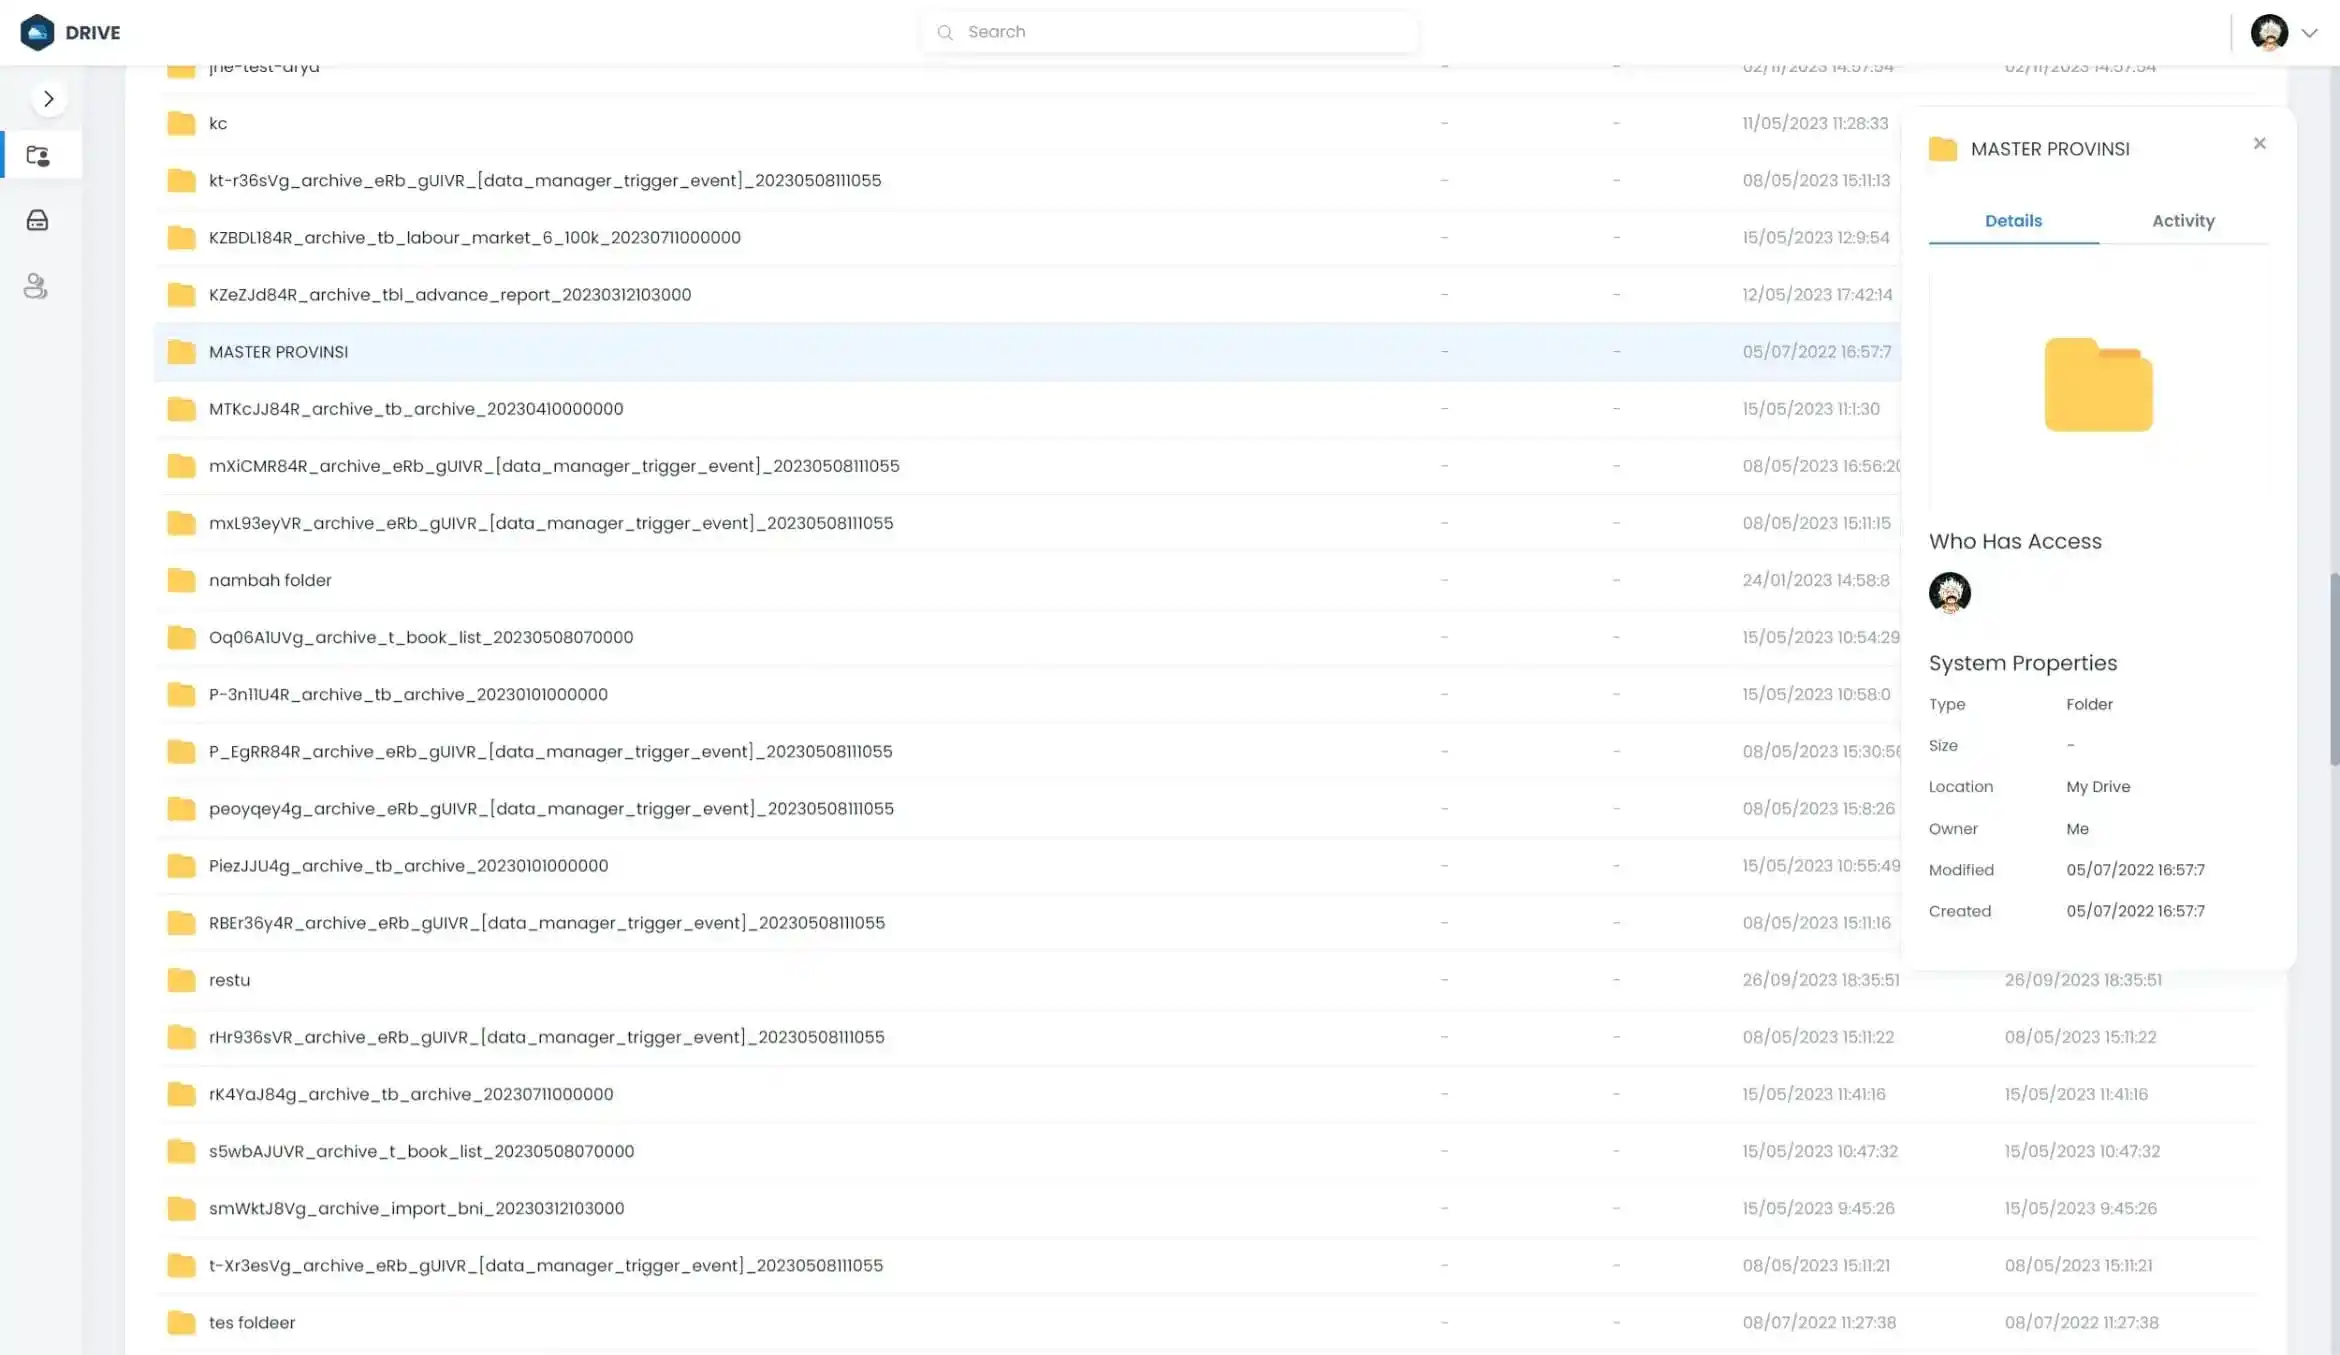 DRIVE
Search
jhe-test-arya - - 02/11/2023 14:57:54 02/11/2023 14:57:54
kc - - 11/05/2023 11:28:33
kt-r36sVg_archive_eRb_gUIVR_[data_manager_trigger_event]_20230508111055 - - 08/05/2023 15:11:13
KZBDL184R_archive_tb_labour_market_6_100k_20230711000000 - - 15/05/2023 12:9:54
KZeZJd84R_archive_tbl_advance_report_20230312103000 - - 12/05/2023 17:42:14
MASTER PROVINSI - - 05/07/2022 16:57:7
MTKcJJ84R_archive_tb_archive_20230410000000 - - 15/05/2023 11:1:30
mXiCMR84R_archive_eRb_gUIVR_[data_manager_trigger_event]_20230508111055 - - 08/05/2023 16:56:20
mxL93eyVR_archive_eRb_gUIVR_[data_manager_trigger_event]_20230508111055 - - 08/05/2023 15:11:15
nambah folder - - 24/01/2023 14:58:8
Oq06A1UVg_archive_t_book_list_20230508070000 - - 15/05/2023 10:54:29
P-3n11U4R_archive_tb_archive_20230101000000 - - 15/05/2023 10:58:0
P_EgRR84R_archive_eRb_gUIVR_[data_manager_trigger_event]_20230508111055 - - 08/05/2023 15:30:56
peoyqey4g_archive_eRb_gUIVR_[data_manager_trigger_event]_20230508111055 - - 08/05/2023 15:8:26
PiezJJU4g_archive_tb_archive_20230101000000 - - 15/05/2023 10:55:49
RBEr36y4R_archive_eRb_gUIVR_[data_manager_trigger_event]_20230508111055 - - 08/05/2023 15:11:16
restu - - 26/09/2023 18:35:51 26/09/2023 18:35:51
rHr936sVR_archive_eRb_gUIVR_[data_manager_trigger_event]_20230508111055 - - 08/05/2023 15:11:22 08/05/2023 15:11:22
rK4YaJ84g_archive_tb_archive_20230711000000 - - 15/05/2023 11:41:16 15/05/2023 11:41:16
s5wbAJUVR_archive_t_book_list_20230508070000 - - 15/05/2023 10:47:32 15/05/2023 10:47:32
smWktJ8Vg_archive_import_bni_20230312103000 - - 15/05/2023 9:45:26 15/05/2023 9:45:26
t-Xr3esVg_archive_eRb_gUIVR_[data_manager_trigger_event]_20230508111055 - - 08/05/2023 15:11:21 08/05/2023 15:11:21
tes foldeer - - 08/07/2022 11:27:38 08/07/2022 11:27:38
MASTER PROVINSI
Details Activity
Who Has Access
System Properties
Type Folder
Size -
Location My Drive
Owner Me
Modified 05/07/2022 16:57:7
Created 05/07/2022 16:57:7